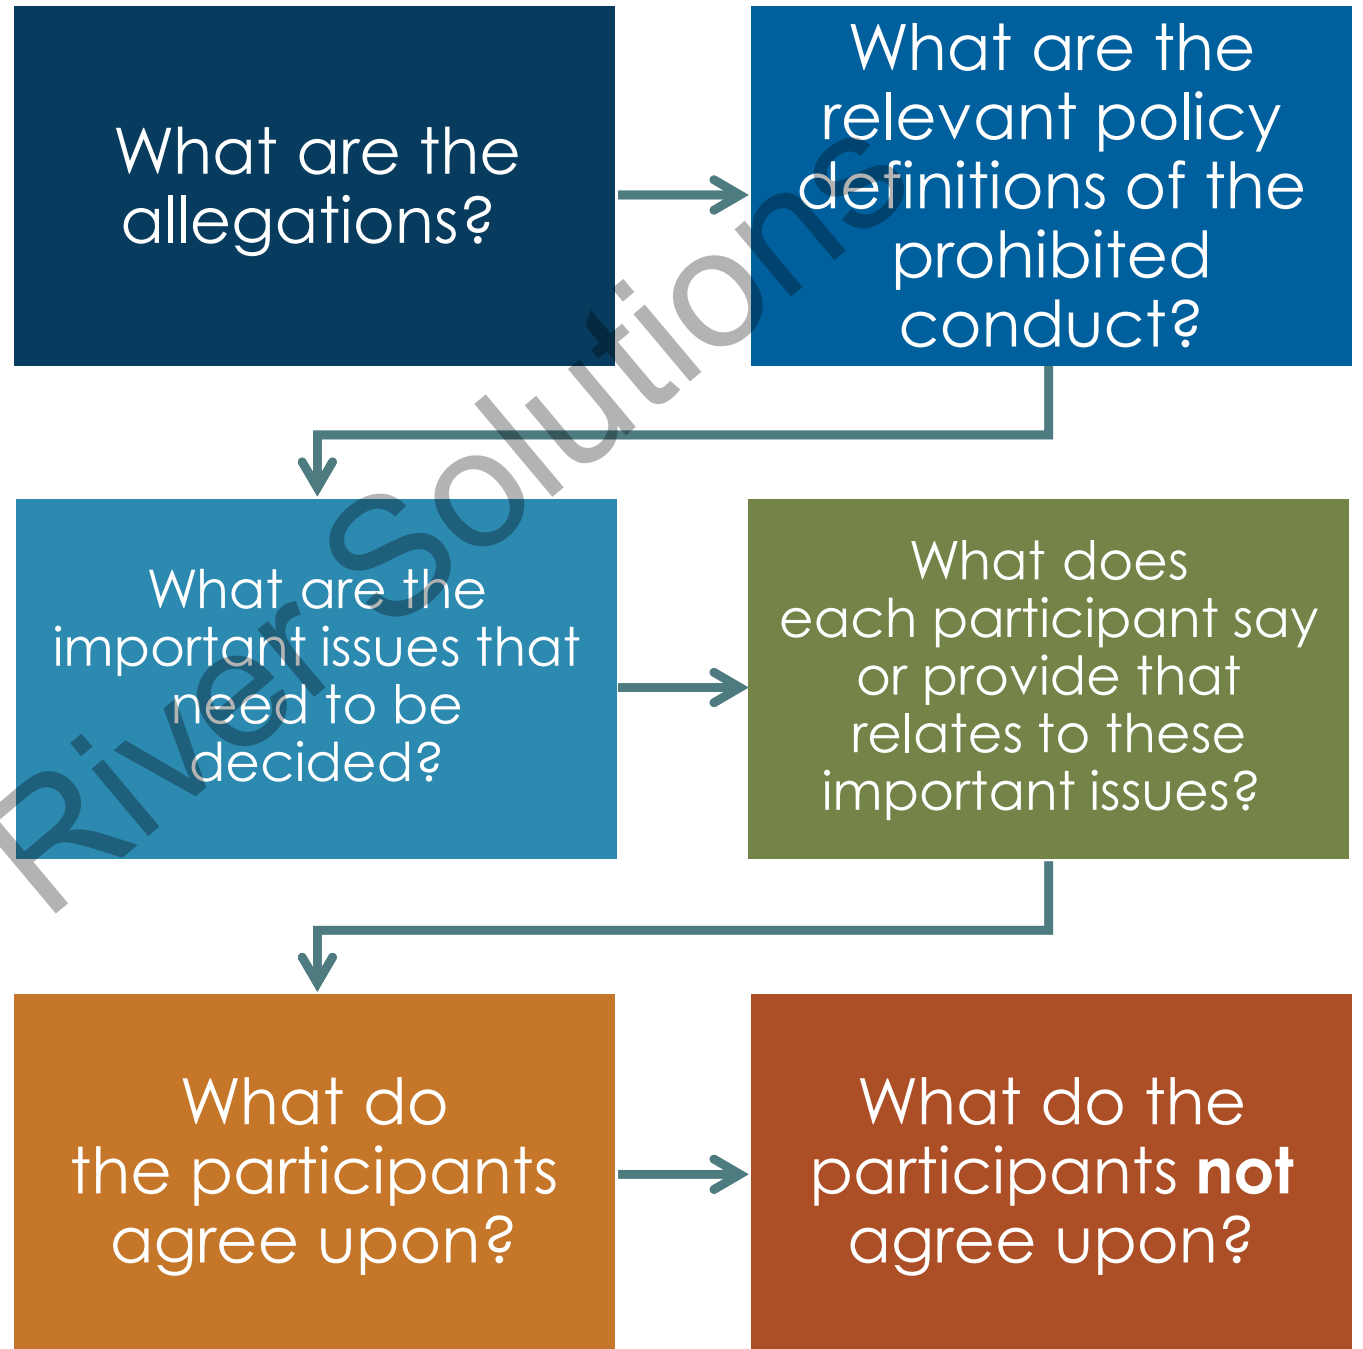 What are the
allegations?
What are the
relevant policy
definitions of the
prohibited
conduct?
What are the
important issues that
need to be
decided?
What does
each participant say
or provide that
relates to these
important issues?
What do
the participants
agree upon?
What do the
participants not
agree upon?
River Solutions